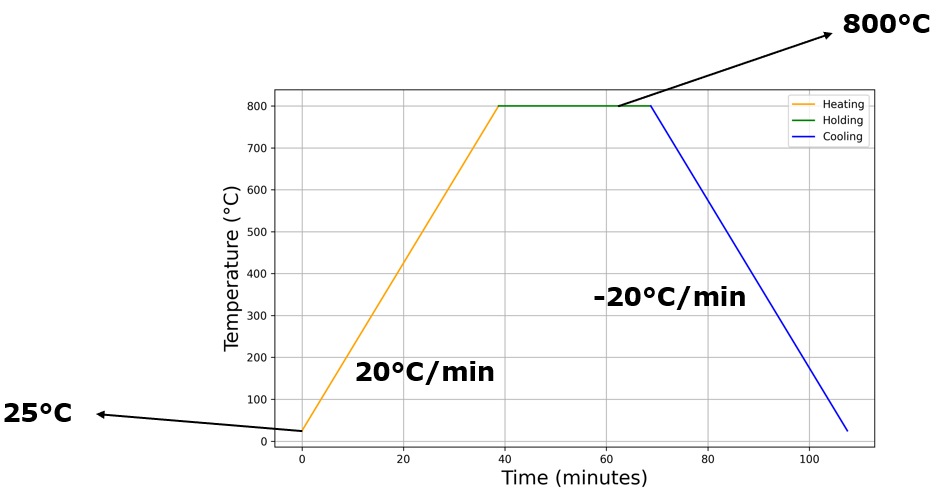 800°C
800
700
600
500
400
300
200
100
0
Temperature (°C)
Heating
Holding
Cooling
-20°C/min
20°C/min
25°C
0 20 40 60 80 100
Time (minutes)